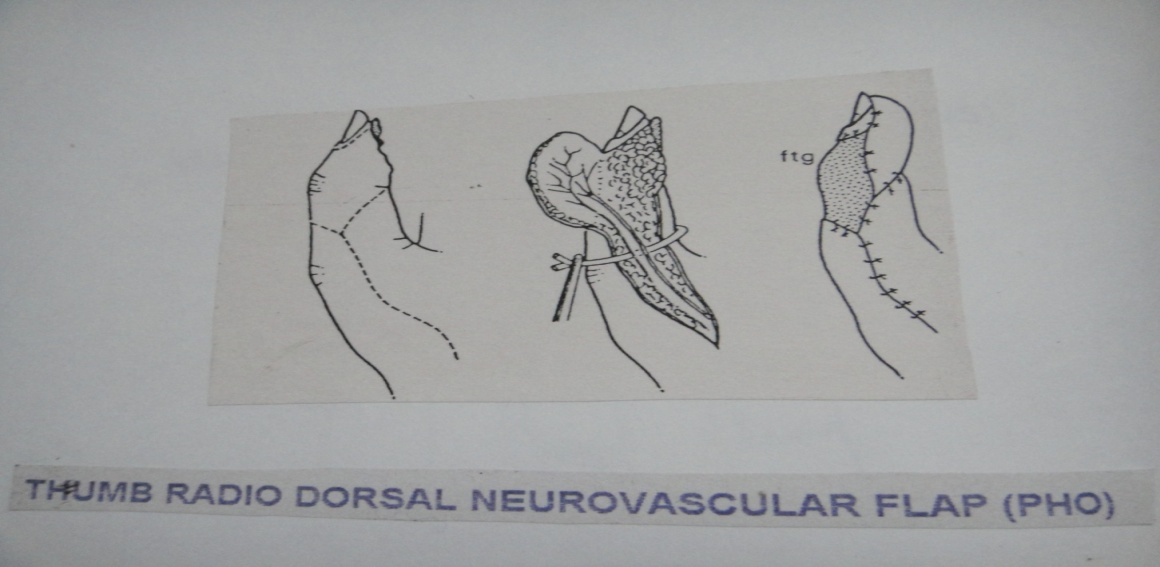 ftg
THUMB RADIO DORSAL NEUROVASCULAR FLAP (PHO)